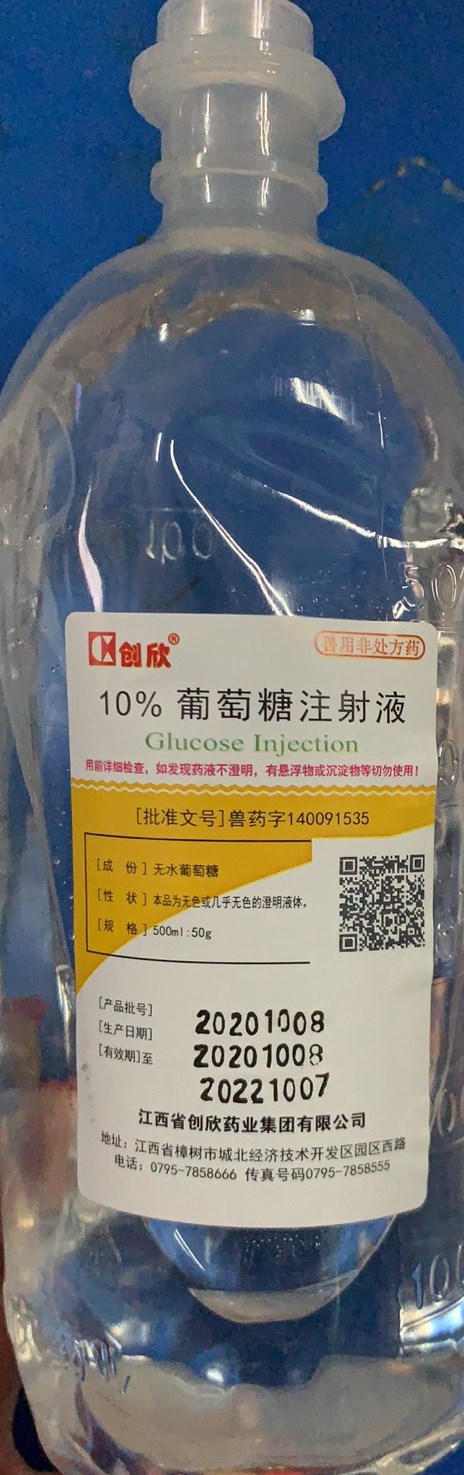 100
创欣®
兽用非处方药
10% 葡萄糖注射液
Glucose Injection
用前详细检查，如发现药液不澄明，有悬浮物或沉淀物等切勿使用！
[批准文号]兽药字140091535
[成 份]无水葡萄糖
[性 状]本品为无色或几乎无色的澄明液体。
[规 格]500ml:50g
[产品批号] 20201008
[生产日期] 20201008
[有效期]至 20221007
江西省创欣药业集团有限公司
地址：江西省樟树市城北经济技术开发区园区西路
电话：0795-7858666 传真号码0795-7858555